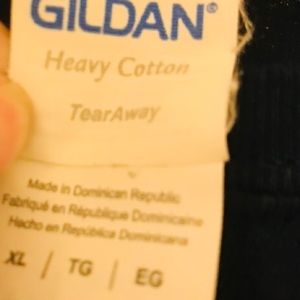 GILDAN®
Heavy Cotton
TearAway
Made in Dominican Republic
Fabriqué en République Dominicaine
Hecho en República Dominicana
XL / TG / EG